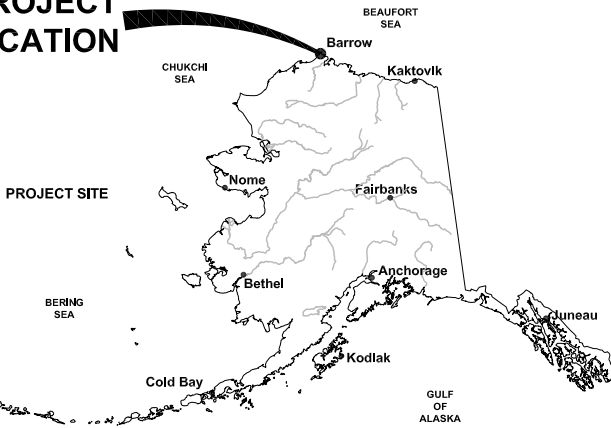 ROJECT
CATION
BEAUFORT
SEA
Barrow
CHUKCHI
SEA
Kaktovik
Nome
PROJECT SITE
Fairbanks
Anchorage
Bethel
BERING
SEA
Juneau
Kodiak
Cold Bay
GULF
OF
ALASKA